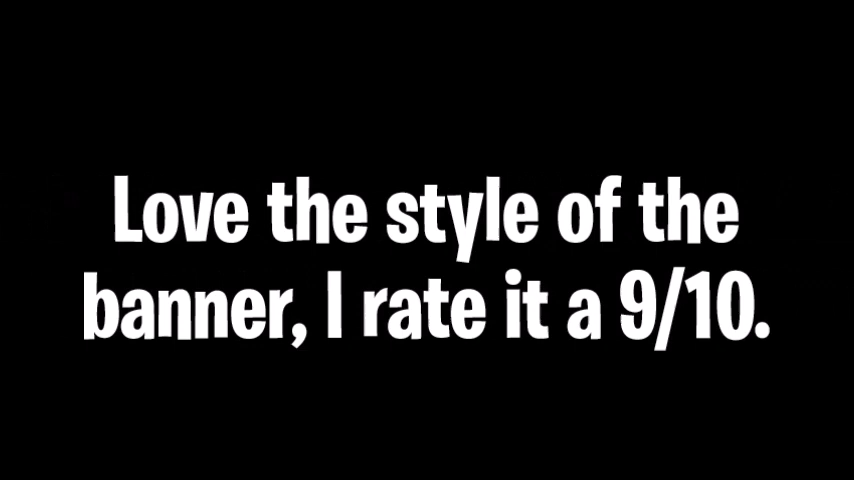 Love the style of the
banner, I rate it a 9/10.